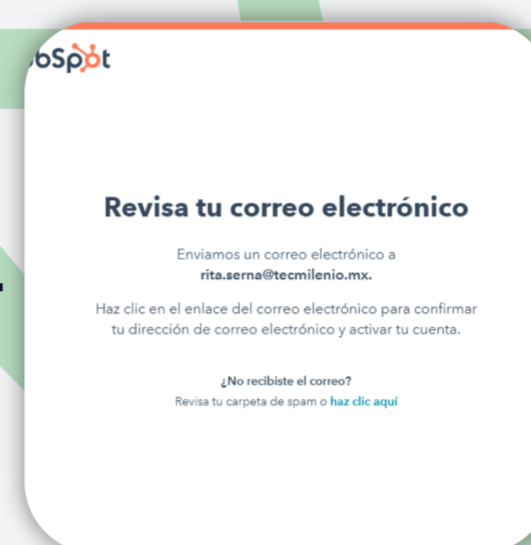 bSpot
Revisa tu correo electrónico
Enviamos un correo electrónico a
rita.serna@tecmilenio.mx.
Haz clic en el enlace del correo electrónico para confirmar
tu dirección de correo electrónico y activar tu cuenta.
¿No recibiste el correo?
Revisa tu carpeta de spam o haz clic aquí